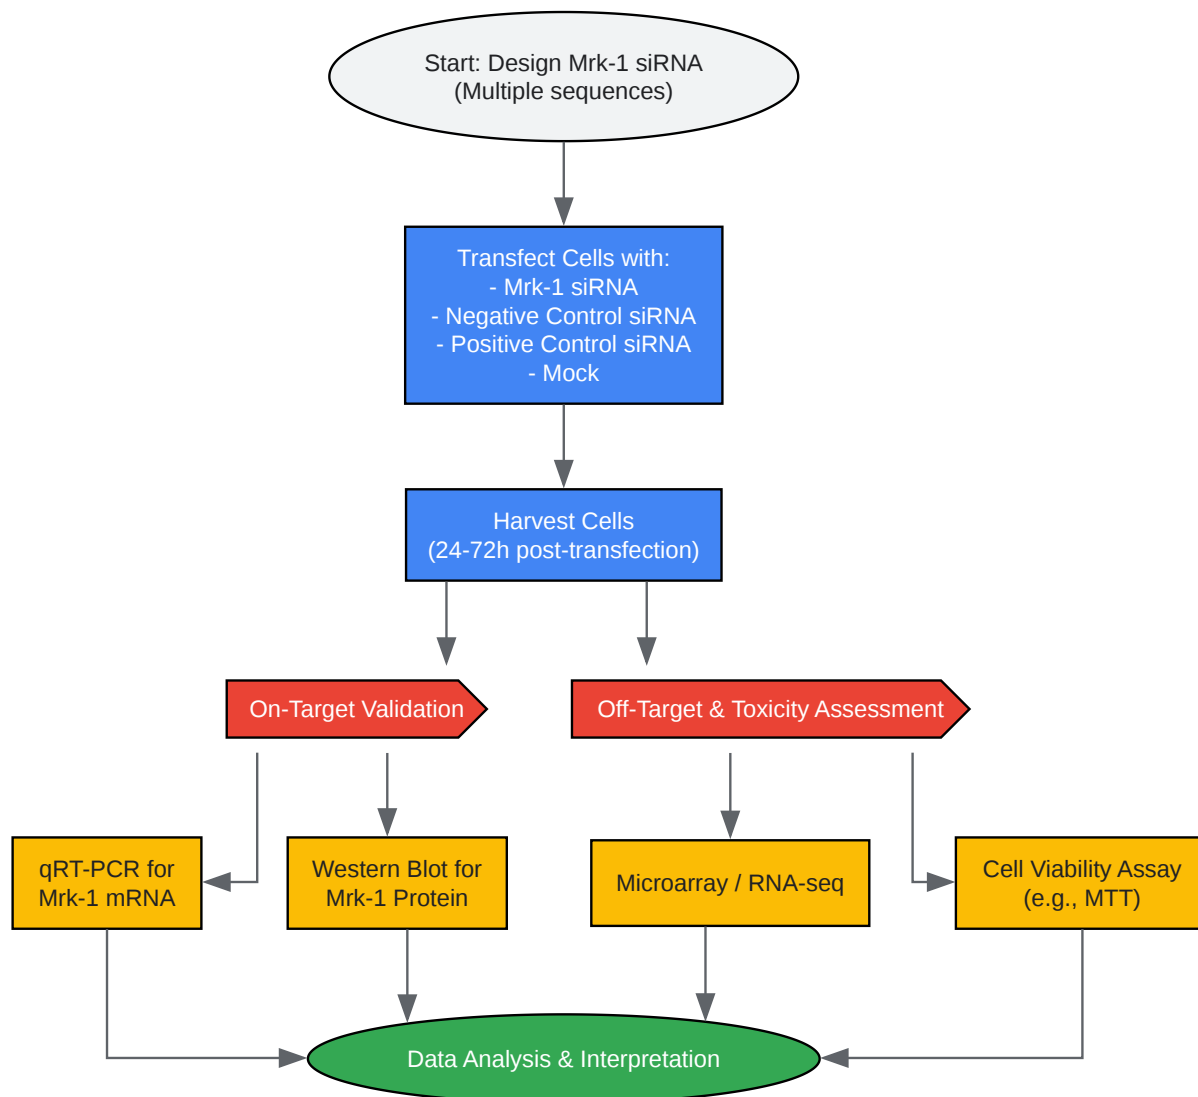 Start: Design Mrk-1 siRNA
(Multiple sequences)
Transfect Cells with:
- Mrk-1 siRNA
- Negative Control siRNA
- Positive Control siRNA
- Mock
Harvest Cells
(24-72h post-transfection)
On-Target Validation
Off-Target & Toxicity Assessment
qRT-PCR for
Mrk-1 mRNA
Western Blot for
Mrk-1 Protein
Microarray / RNA-seq
Cell Viability Assay
(e.g., MTT)
Data Analysis & Interpretation